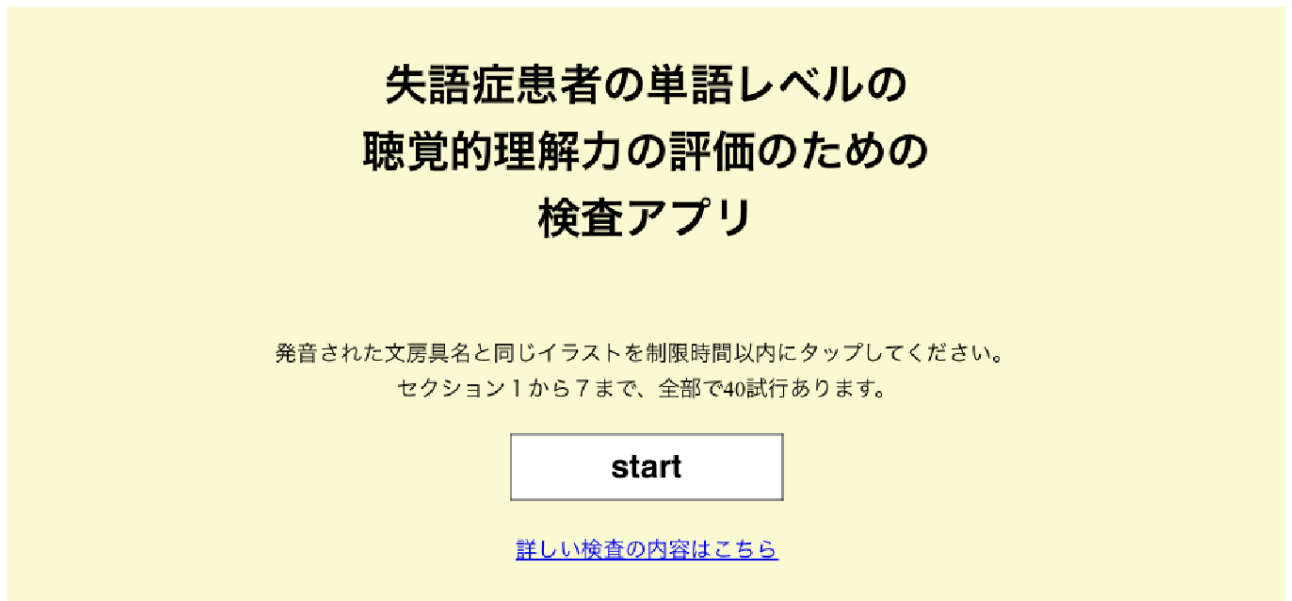 失語症患者の単語レベルの
聴覚的理解力の評価のための
検査アプリ
発音された文房具名と同じイラストを制限時間以内にタップしてください。
セクション１から７まで、全部で40試行あります。
start
詳しい検査の内容はこちら